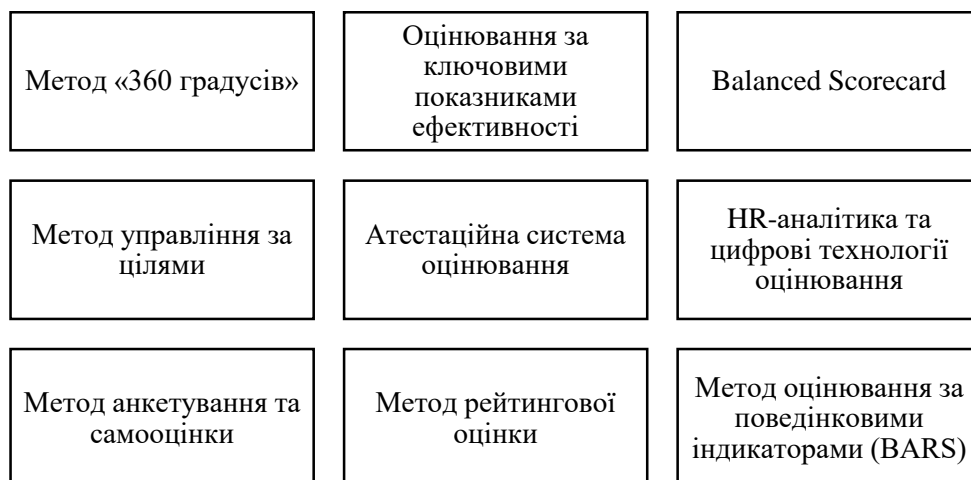 Метод «360 градусів»
Оцінювання за
ключовими
показниками
ефективності
Balanced Scorecard
Метод управління за
цілями
Атестаційна система
оцінювання
HR-аналітика та
цифрові технології
оцінювання
Метод анкетування та
самооцінки
Метод рейтингової
оцінки
Метод оцінювання за
поведінковими
індикаторами (BARS)